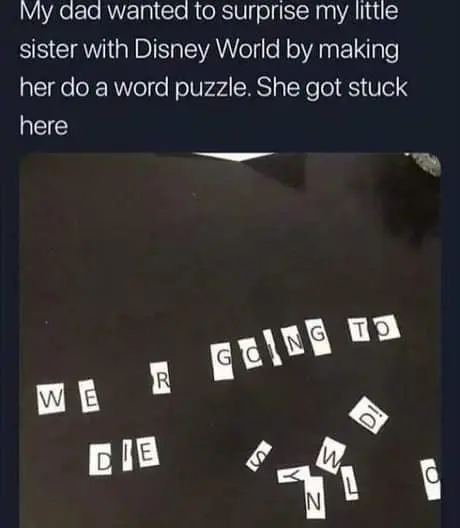 My dad wanted to surprise my little
sister with Disney World by making
her do a word puzzle. She got stuck
here
WE R GOING TO
DIE
S Y N W L D! O